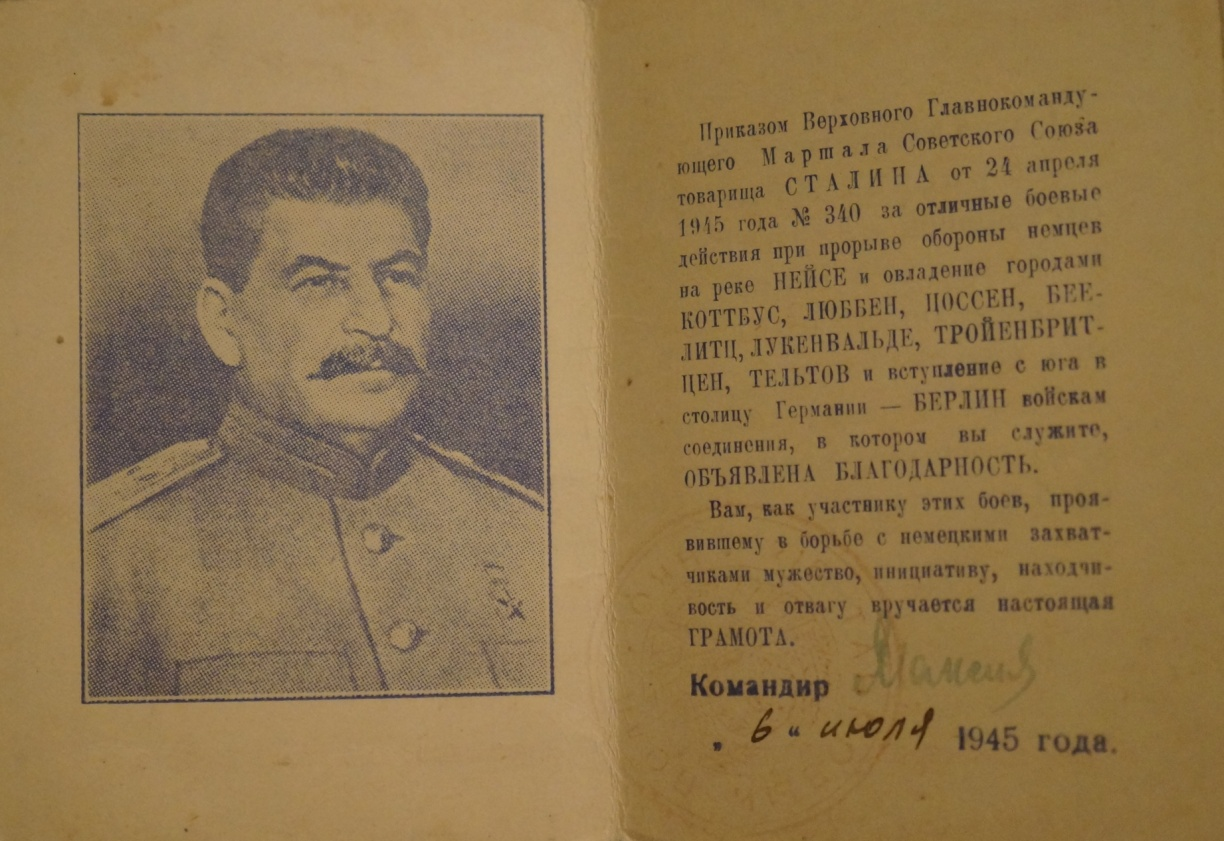 Приказом Верховного Главнокоманду-
ющего Маршала Советского Союза
товарища СТАЛИНА от 24 апреля
1945 года № 340 за отличные боевые
действия при прорыве обороны немцев
на реке НЕЙСЕ и овладение городами
КОТТБУС, ЛЮББЕН, ЦОССЕН, БЕЕ-
ЛИТЦ, ЛУКЕНВАЛЬДЕ, ТРОЙЕНБРИТ-
ЦЕН, ТЕЛЬТОВ и вступление с юга в
столицу Германии — БЕРЛИН войскам
соединения, в котором вы служите,
ОБЪЯВЛЕНА БЛАГОДАРНОСТЬ.
Вам, как участнику этих боев, проя-
вившему в борьбе с немецкими захват-
чиками мужество, инициативу, находчи-
вость и отвагу вручается настоящая
ГРАМОТА.
Командир
„ 6 “ июля 1945 года.